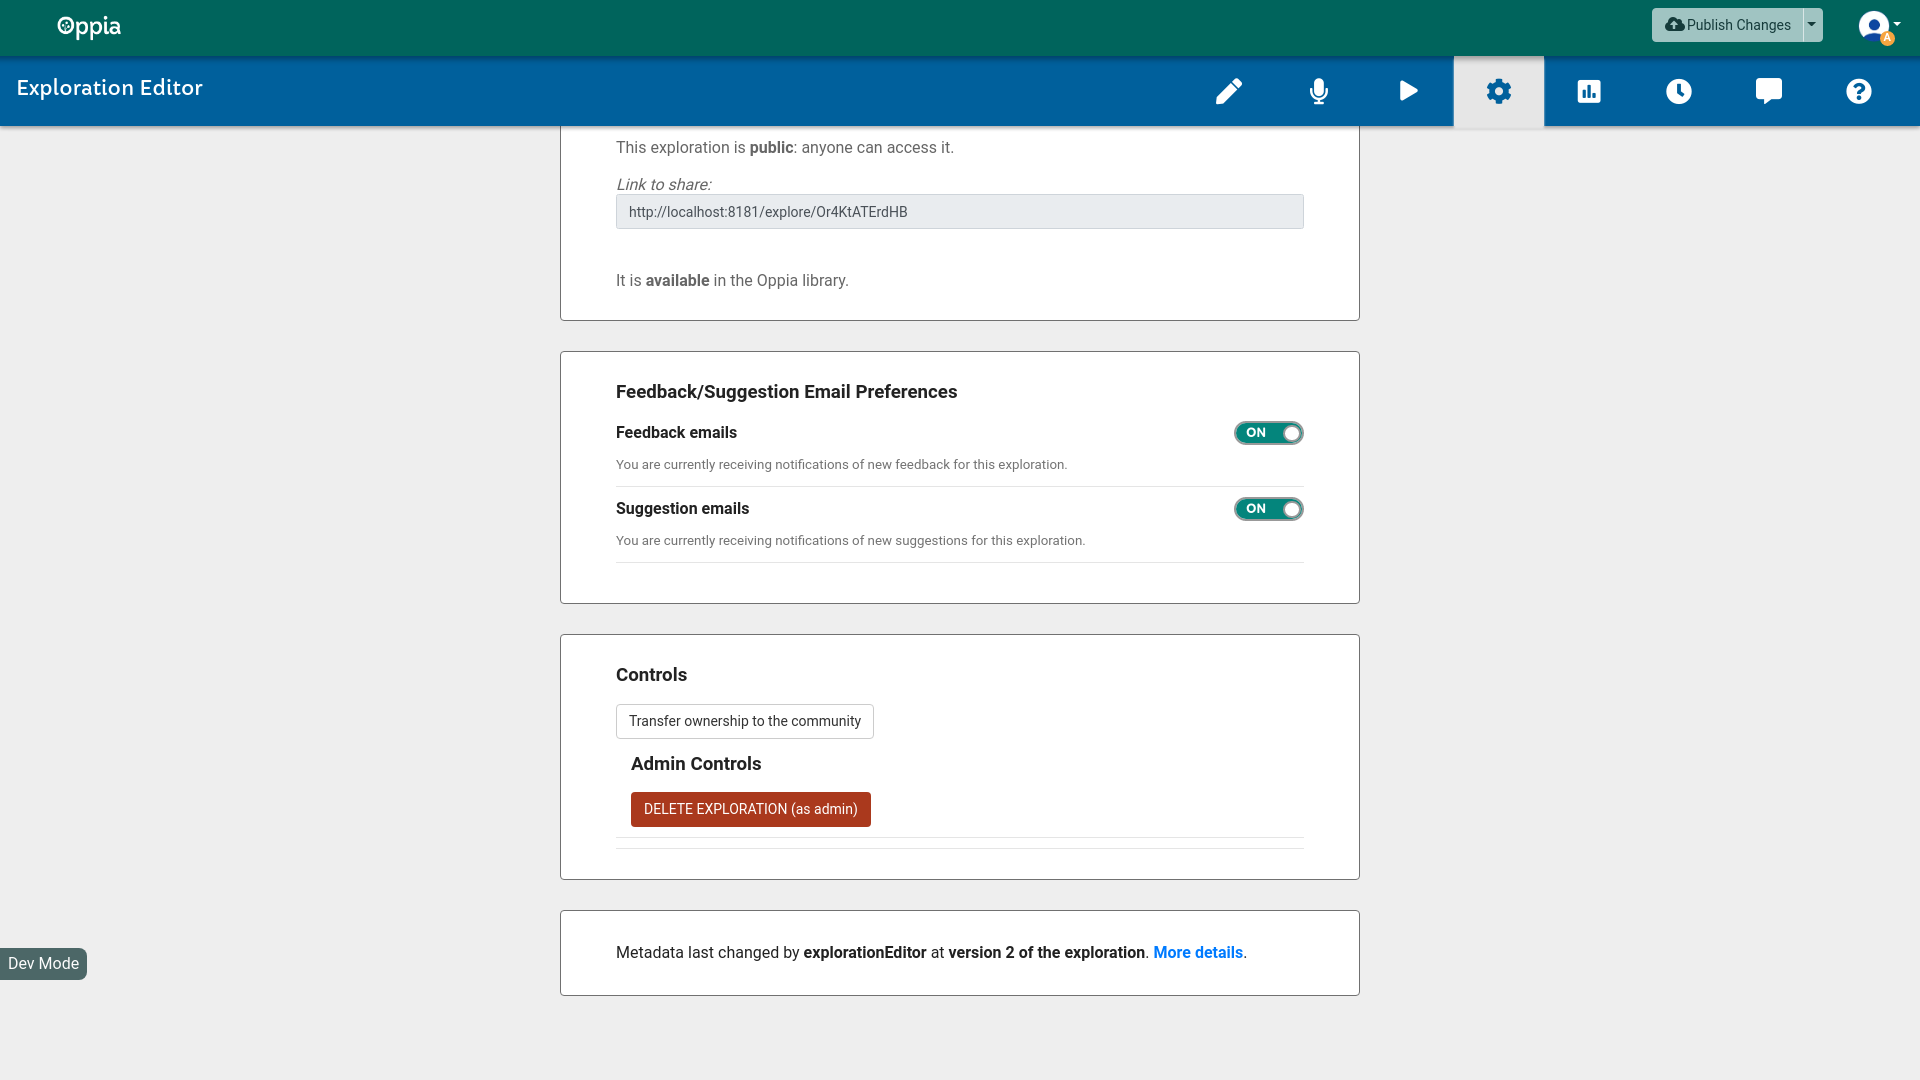 Oppia
Publish Changes
A
Exploration Editor
This exploration is public: anyone can access it.
Link to share:
http://localhost:8181/explore/Or4KtATErdHB
It is available in the Oppia library.
Feedback/Suggestion Email Preferences
Feedback emails
ON
You are currently receiving notifications of new feedback for this exploration.
Suggestion emails
ON
You are currently receiving notifications of new suggestions for this exploration.
Controls
Transfer ownership to the community
Admin Controls
DELETE EXPLORATION (as admin)
Metadata last changed by explorationEditor at version 2 of the exploration. More details.
Dev Mode